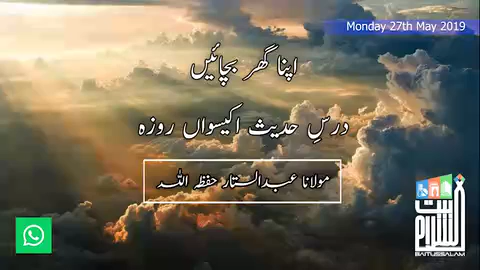 Monday 27th May 2019
اپنا گھر بچائیں
درسِ حدیث اکیسواں روزہ
مولانا عبدالستار حفظہ اللہ
بیت السلام
BAITUSSALAM